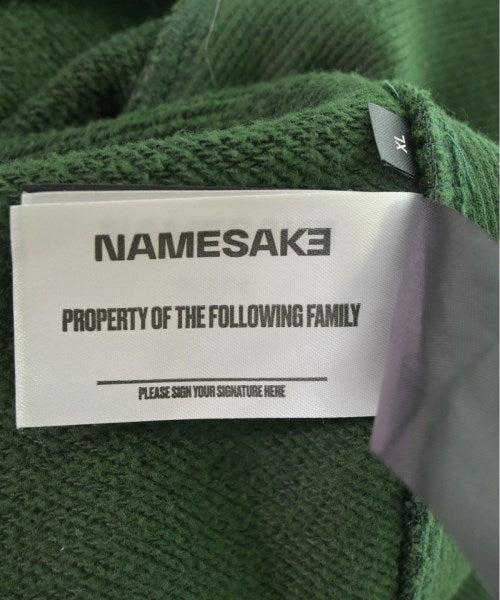 XL
NAMESAKE
PROPERTY OF THE FOLLOWING FAMILY
PLEASE SIGN YOUR SIGNATURE HERE